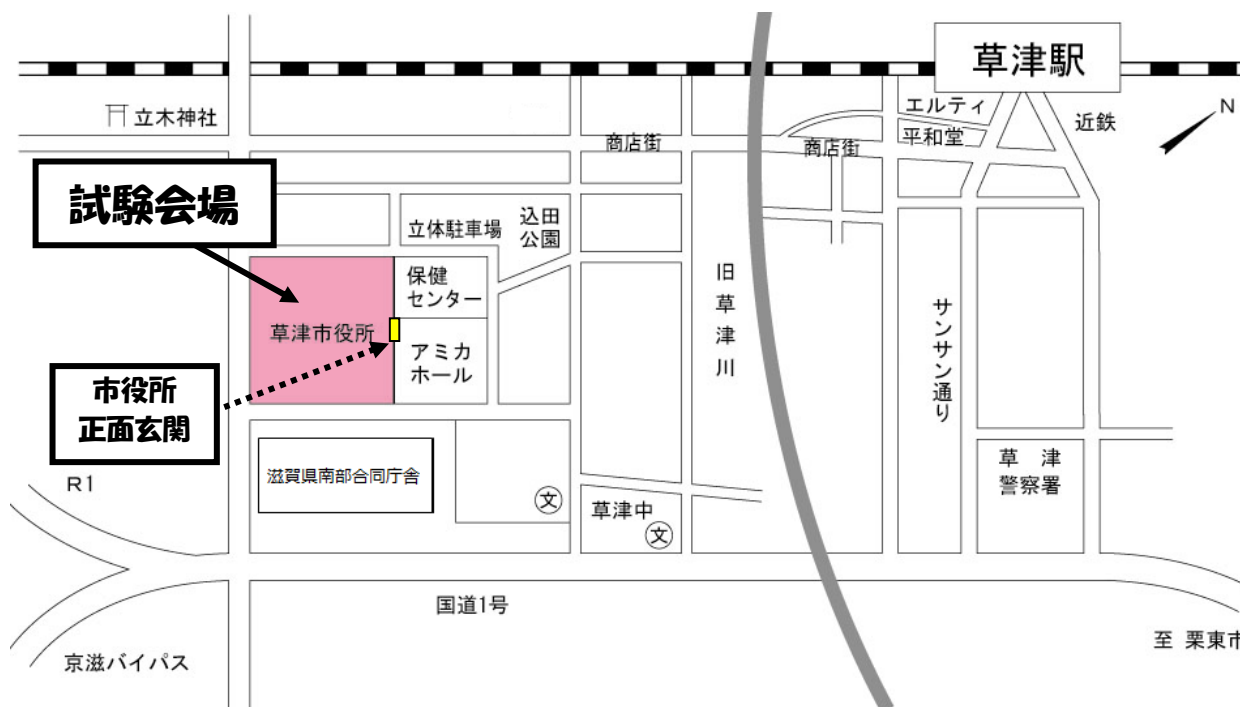 草津駅
N
エルティ
近鉄
立木神社
平和堂
商店街
商店街
試験会場
込田
公園
立体駐車場
保健
センター
旧草津川
草津市役所
サンサン通り
アミカ
ホール
市役所
正面玄関
滋賀県南部合同庁舎
草 津
警察署
R1
文
草津中
文
国道1号
至 栗東市
京滋バイパス